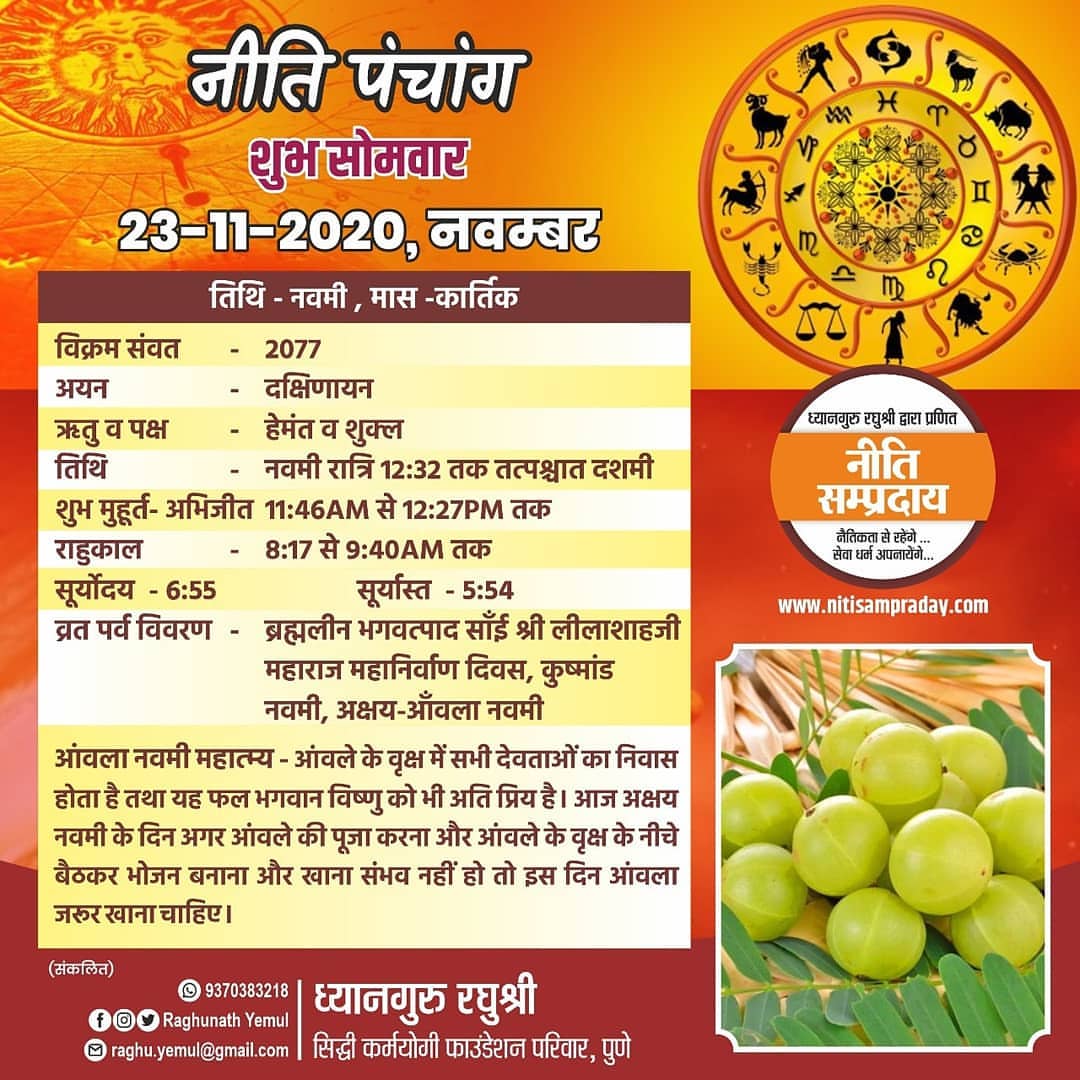 नीति पंचांग
शुभ सोमवार
23-11-2020, नवम्बर
तिथि - नवमी , मास -कार्तिक
विक्रम संवत - 2077
अयन - दक्षिणायन
ऋतु व पक्ष - हेमंत व शुक्ल
तिथि - नवमी रात्रि 12:32 तक तत्पश्चात दशमी
शुभ मुहूर्त- अभिजीत 11:46AM से 12:27PM तक
राहुकाल - 8:17 से 9:40AM तक
सूर्योदय - 6:55 सूर्यास्त - 5:54
व्रत पर्व विवरण - ब्रह्मलीन भगवत्पाद साँई श्री लीलाशाहजी
महाराज महानिर्वाण दिवस, कुष्मांड
नवमी, अक्षय-आँवला नवमी
आंवला नवमी महात्म्य - आंवले के वृक्ष में सभी देवताओं का निवास
होता है तथा यह फल भगवान विष्णु को भी अति प्रिय है। आज अक्षय
नवमी के दिन अगर आंवले की पूजा करना और आंवले के वृक्ष के नीचे
बैठकर भोजन बनाना और खाना संभव नहीं हो तो इस दिन आंवला
जरूर खाना चाहिए।
ध्यानगुरु रघुश्री द्वारा प्रणित
नीति
सम्प्रदाय
नैतिकता से रहेंगे ...
सेवा धर्म अपनायेंगे...
www.nitisampraday.com
(संकलित)
9370383218
Raghunath Yemul
raghu.yemul@gmail.com
ध्यानगुरु रघुश्री
सिद्धी कर्मयोगी फाउंडेशन परिवार, पुणे